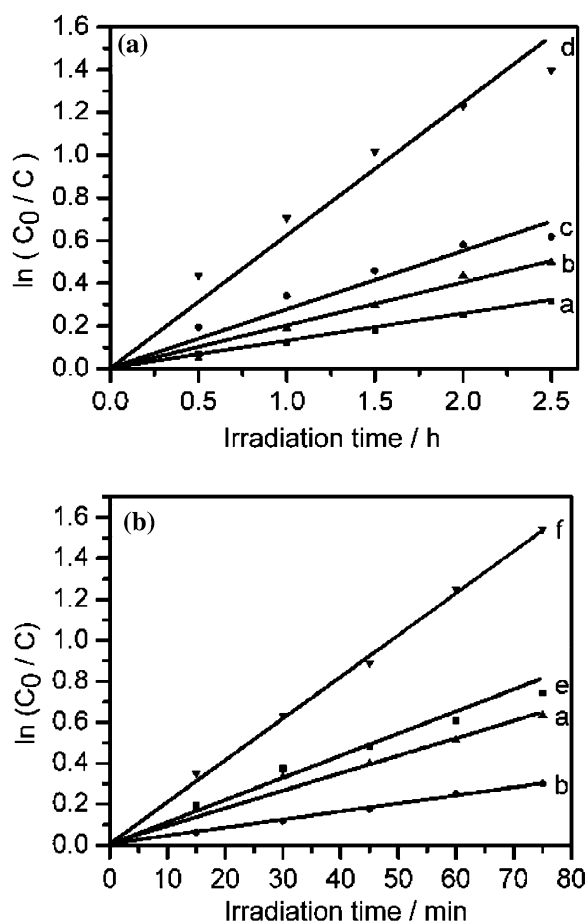 (a)
1.6
1.4
1.2
1.0
0.8
0.6
0.4
0.2
0.0
ln ( C₀ / C )
d
c
b
a
0.0 0.5 1.0 1.5 2.0 2.5
Irradiation time / h
(b)
1.6
1.4
1.2
1.0
0.8
0.6
0.4
0.2
0.0
ln ( C₀ / C )
f
e
a
b
0 10 20 30 40 50 60 70 80
Irradiation time / min